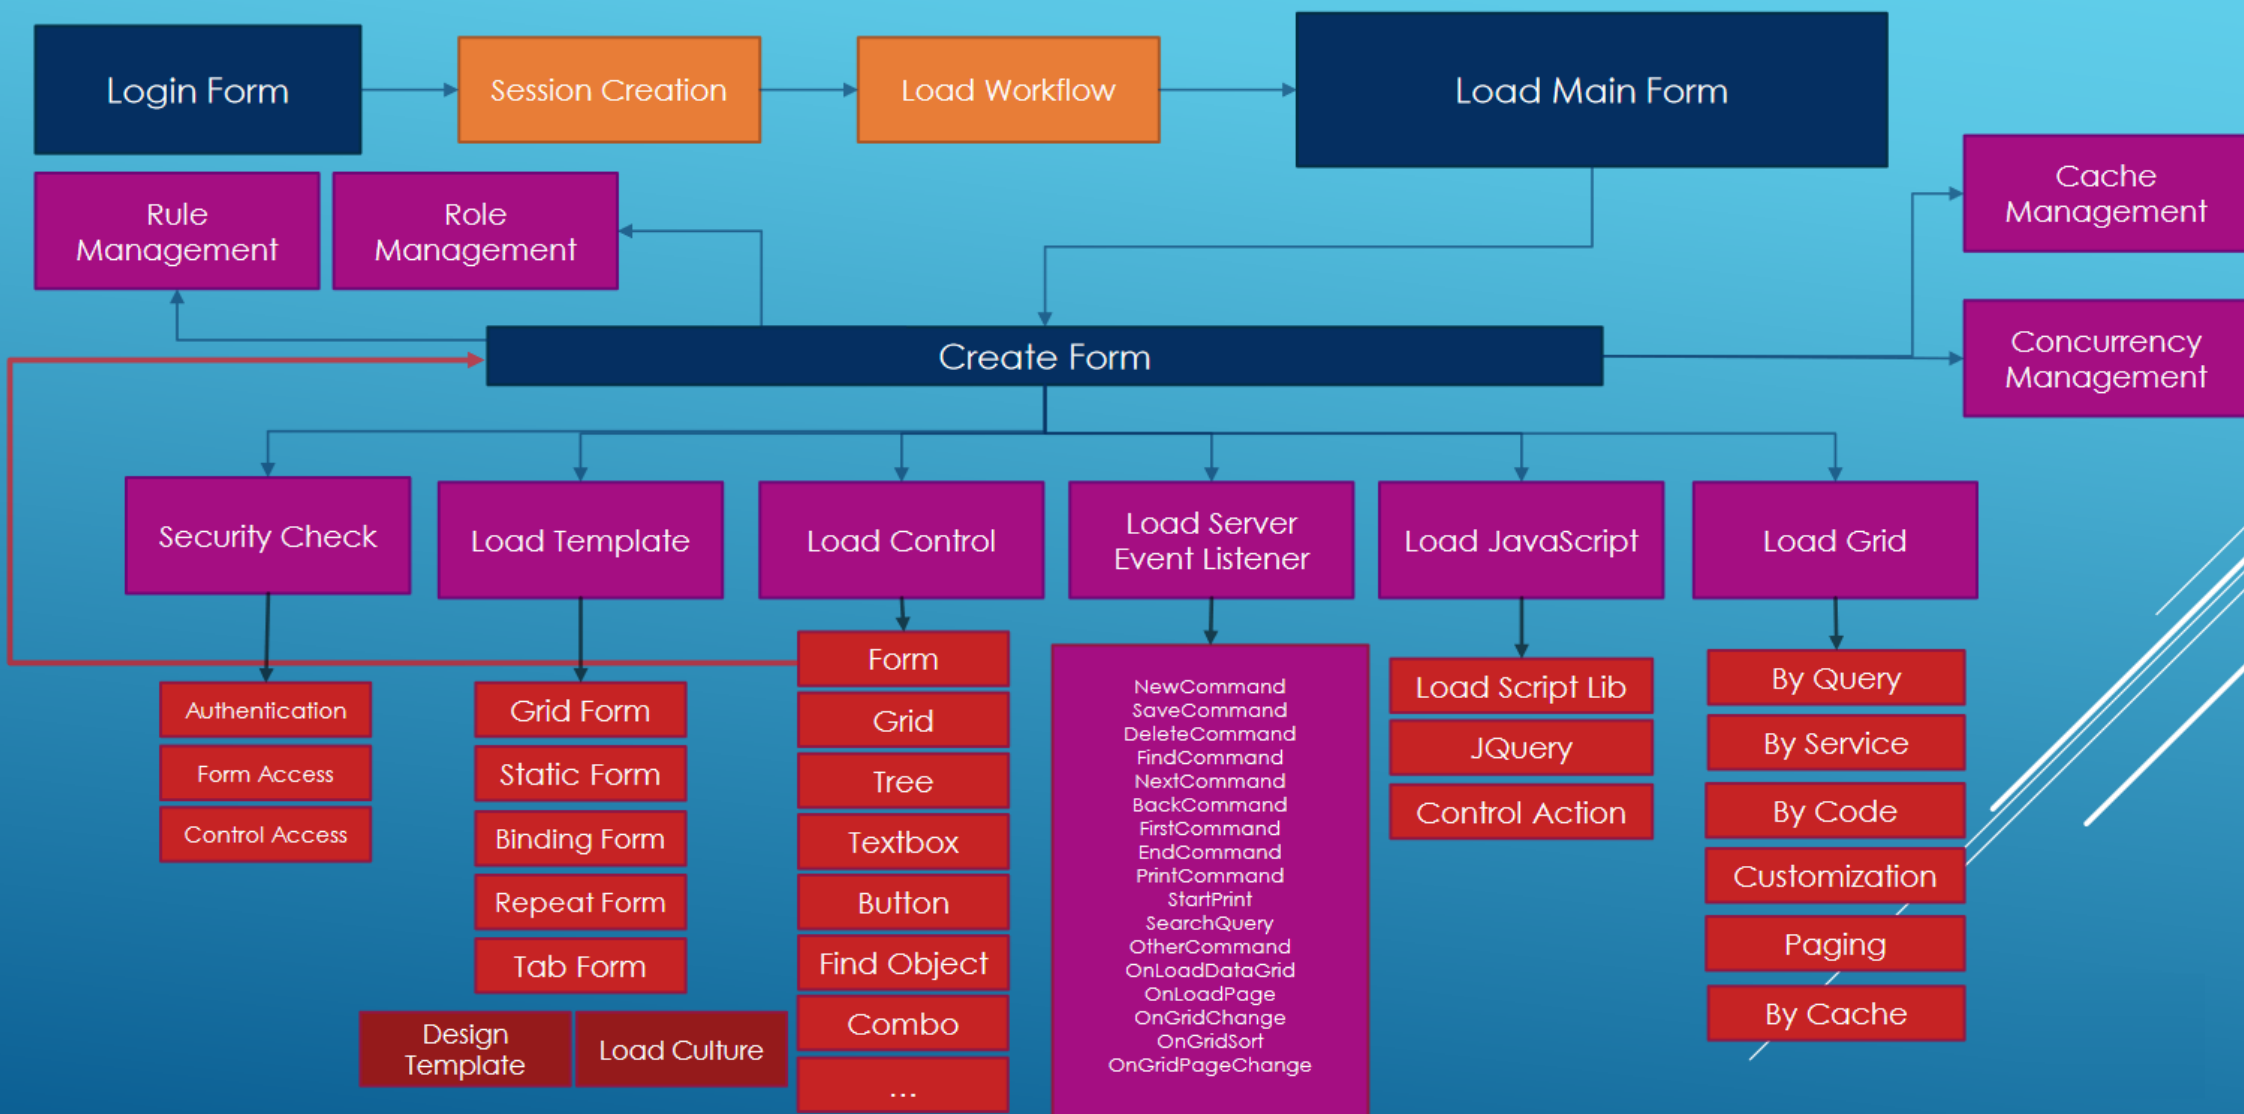 Login Form
Session Creation
Load Workflow
Load Main Form
Rule
Management
Role
Management
Cache
Management
Create Form
Concurrency
Management
Security Check
Load Template
Load Control
Load Server
Event Listener
Load JavaScript
Load Grid
Authentication
Form Access
Control Access
Grid Form
Static Form
Binding Form
Repeat Form
Tab Form
Design
Template
Load Culture
Form
Grid
Tree
Textbox
Button
Find Object
Combo
...
NewCommand
SaveCommand
DeleteCommand
FindCommand
NextCommand
BackCommand
FirstCommand
EndCommand
PrintCommand
StartPrint
SearchQuery
OtherCommand
OnLoadDataGrid
OnLoadPage
OnGridChange
OnGridSort
OnGridPageChange
Load Script Lib
JQuery
Control Action
By Query
By Service
By Code
Customization
Paging
By Cache